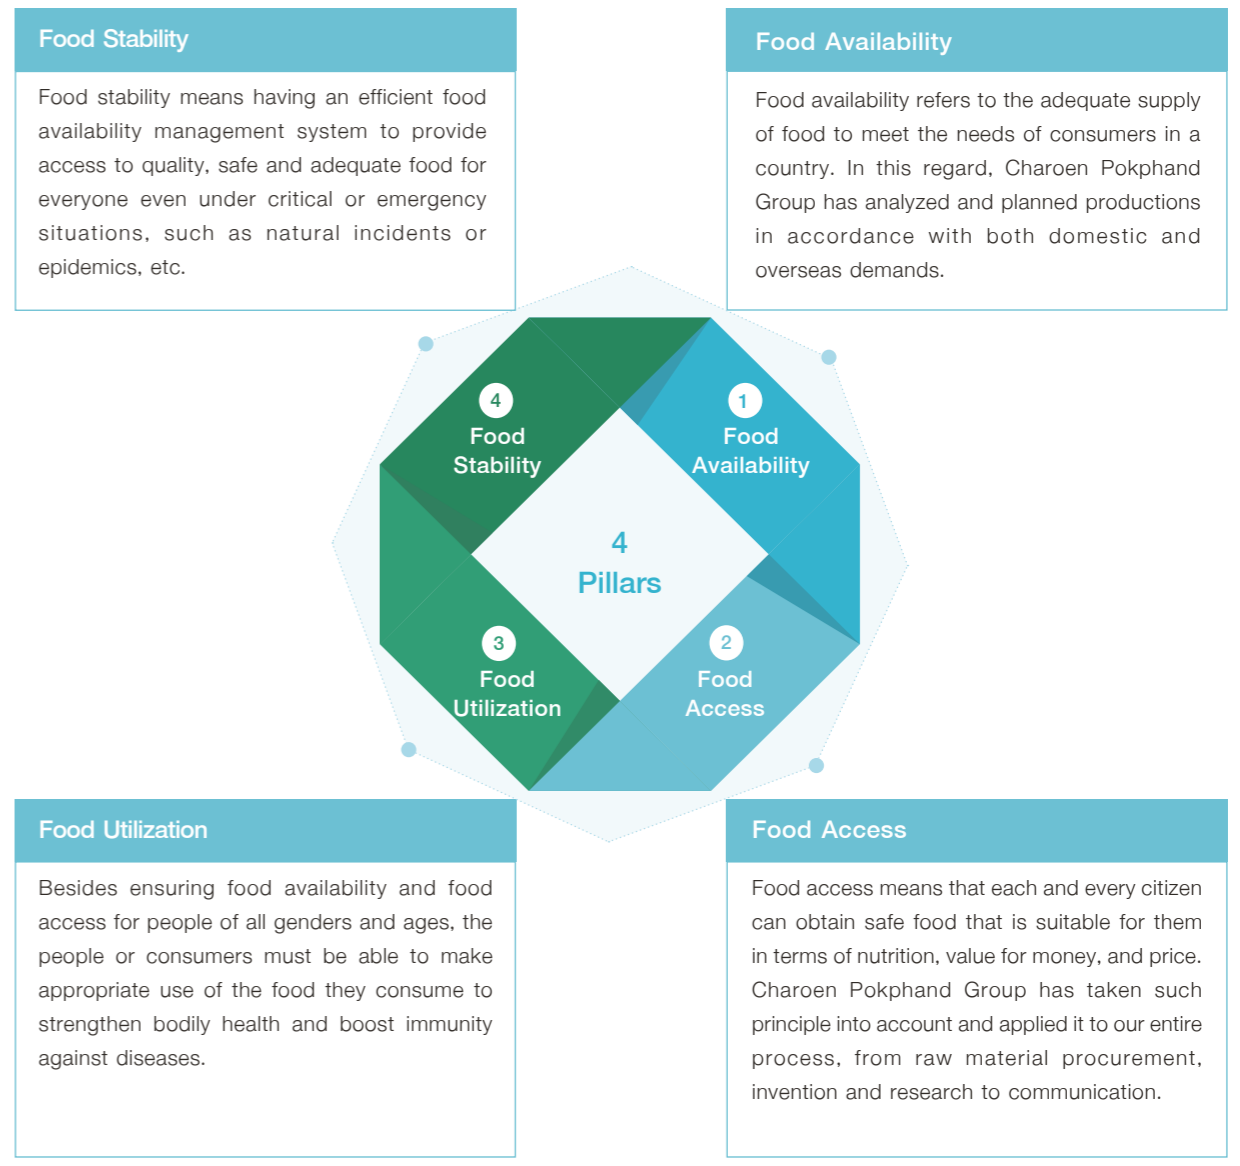 Food Stability
Food stability means having an efficient food
availability management system to provide
access to quality, safe and adequate food for
everyone even under critical or emergency
situations, such as natural incidents or
epidemics, etc.
Food Availability
Food availability refers to the adequate supply
of food to meet the needs of consumers in a
country. In this regard, Charoen Pokphand
Group has analyzed and planned productions
in accordance with both domestic and
overseas demands.
4
Food
Stability
1
Food
Availability
4
Pillars
3
Food
Utilization
2
Food
Access
Food Utilization
Besides ensuring food availability and food
access for people of all genders and ages, the
people or consumers must be able to make
appropriate use of the food they consume to
strengthen bodily health and boost immunity
against diseases.
Food Access
Food access means that each and every citizen
can obtain safe food that is suitable for them
in terms of nutrition, value for money, and price.
Charoen Pokphand Group has taken such
principle into account and applied it to our entire
process, from raw material procurement,
invention and research to communication.